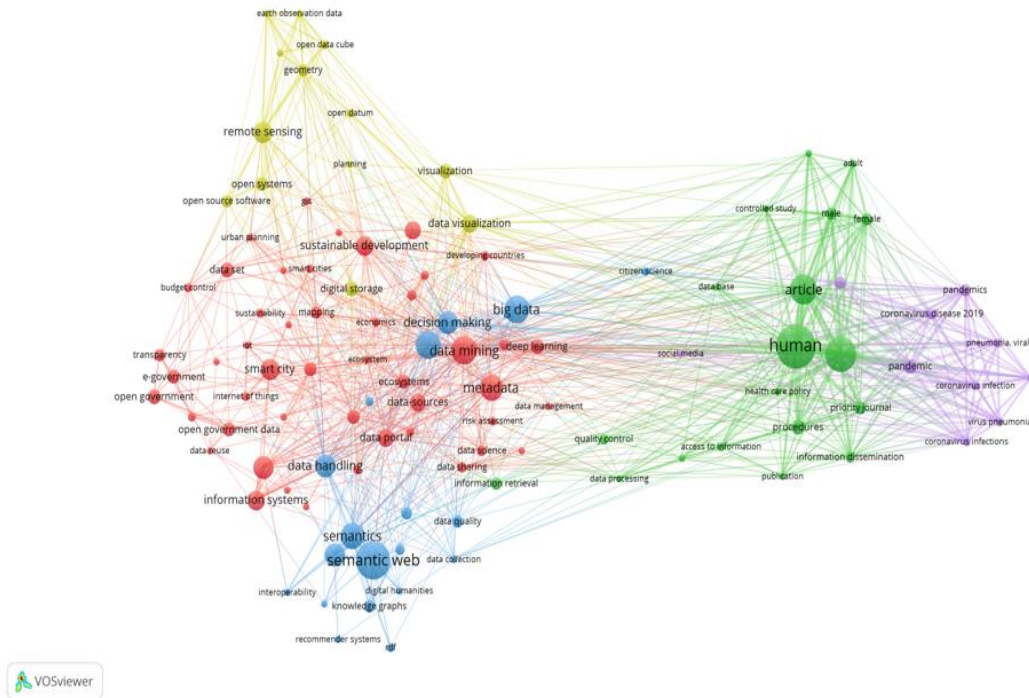 earth observation data
open data cube
geometry
open datum
remote sensing
planning
visualization
open systems
open source software
gis
data visualization
urban planning
sustainable development
developing countries
data set
smart cities
budget control
digital storage
sustainability
mapping
economics
decision making
big data
transparency
iot
ecosystem
data mining
deep learning
e-government
smart city
ecosystems
metadata
open government
internet of things
data sources
data management
open government data
data portal
risk assessment
data reuse
data handling
data science
data sharing
information systems
information retrieval
semantics
data quality
semantic web
data collection
interoperability
digital humanities
knowledge graphs
recommender systems
rdf
adult
controlled study
male
female
citizen science
data base
article
pandemics
coronavirus disease 2019
human
social media
pneumonia, viral
pandemic
health care policy
coronavirus infection
priority journal
virus pneumonia
procedures
coronavirus infections
quality control
access to information
information dissemination
data processing
publication
VOSviewer